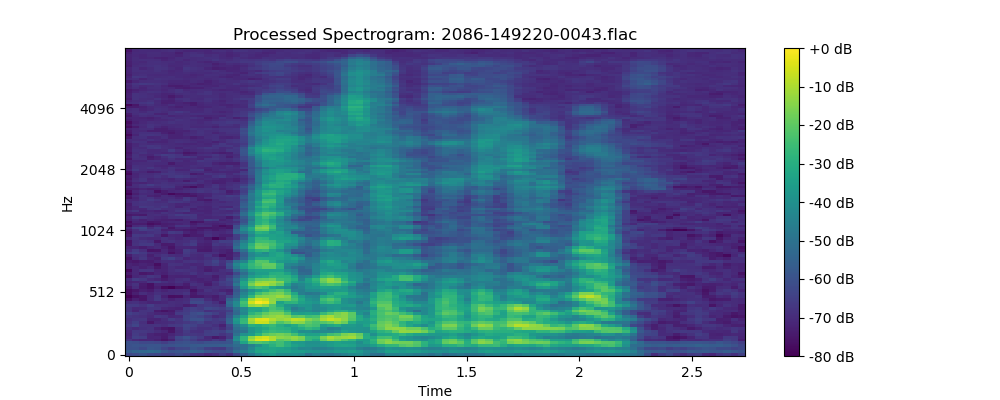 Processed Spectrogram: 2086-149220-0043.flac
Hz
4096
2048
1024
512
0
0 0.5 1 1.5 2 2.5
Time
+0 dB
-10 dB
-20 dB
-30 dB
-40 dB
-50 dB
-60 dB
-70 dB
-80 dB